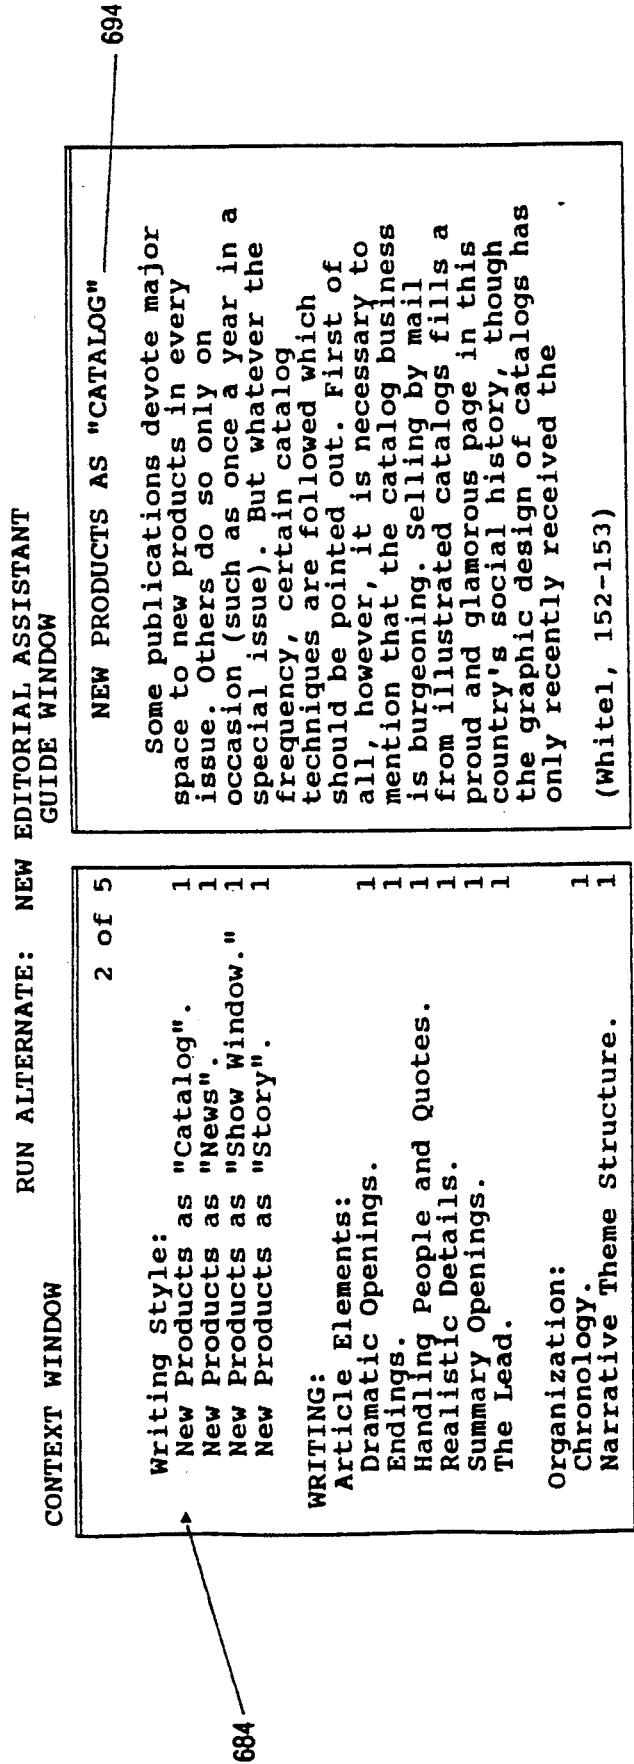 RUN ALTERNATE: NEW EDITORIAL ASSISTANT
CONTEXT WINDOW
GUIDE WINDOW
2 of 5
Writing Style:
New Products as "Catalog". 1
New Products as "News". 1
New Products as "Show Window." 1
New Products as "Story". 1
WRITING:
Article Elements:
Dramatic Openings. 1
Endings. 1
Handling People and Quotes. 1
Realistic Details. 1
Summary Openings. 1
The Lead. 1
Organization:
Chronology. 1
Narrative Theme Structure. 1
684
NEW PRODUCTS AS "CATALOG"
Some publications devote major
space to new products in every
issue. Others do so only on
occasion (such as once a year in a
special issue). But whatever the
frequency, certain catalog
techniques are followed which
should be pointed out. First of
all, however, it is necessary to
mention that the catalog business
is burgeoning. Selling by mail
from illustrated catalogs fills a
proud and glamorous page in this
country's social history, though
the graphic design of catalogs has
only recently received the
(Whitel, 152-153)
694